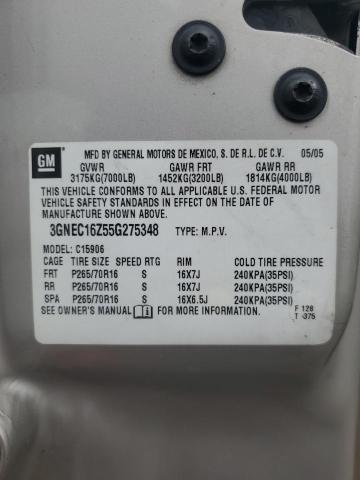 GM
MFD BY GENERAL MOTORS DE MEXICO, S. DE R.L. DE C.V. 05/05
GVWR GAWR FRT GAWR RR
3175KG(7000LB) 1452KG(3200LB) 1814KG(4000LB)
THIS VEHICLE CONFORMS TO ALL APPLICABLE U.S. FEDERAL MOTOR
VEHICLE SAFETY STANDARDS IN EFFECT ON THE DATE OF
MANUFACTURE SHOWN ABOVE.
3GNEC16Z55G275348 TYPE: M.P.V.
MODEL: C15906
CAGE TIRE SIZE SPEED RTG RIM COLD TIRE PRESSURE
FRT P265/70R16 S 16X7J 240KPA(35PSI)
RR P265/70R16 S 16X7J 240KPA(35PSI)
SPA P265/70R16 S 16X6.5J 240KPA(35PSI)
SEE OWNER'S MANUAL FOR ADDITIONAL INFORMATION.
F 128
T -375